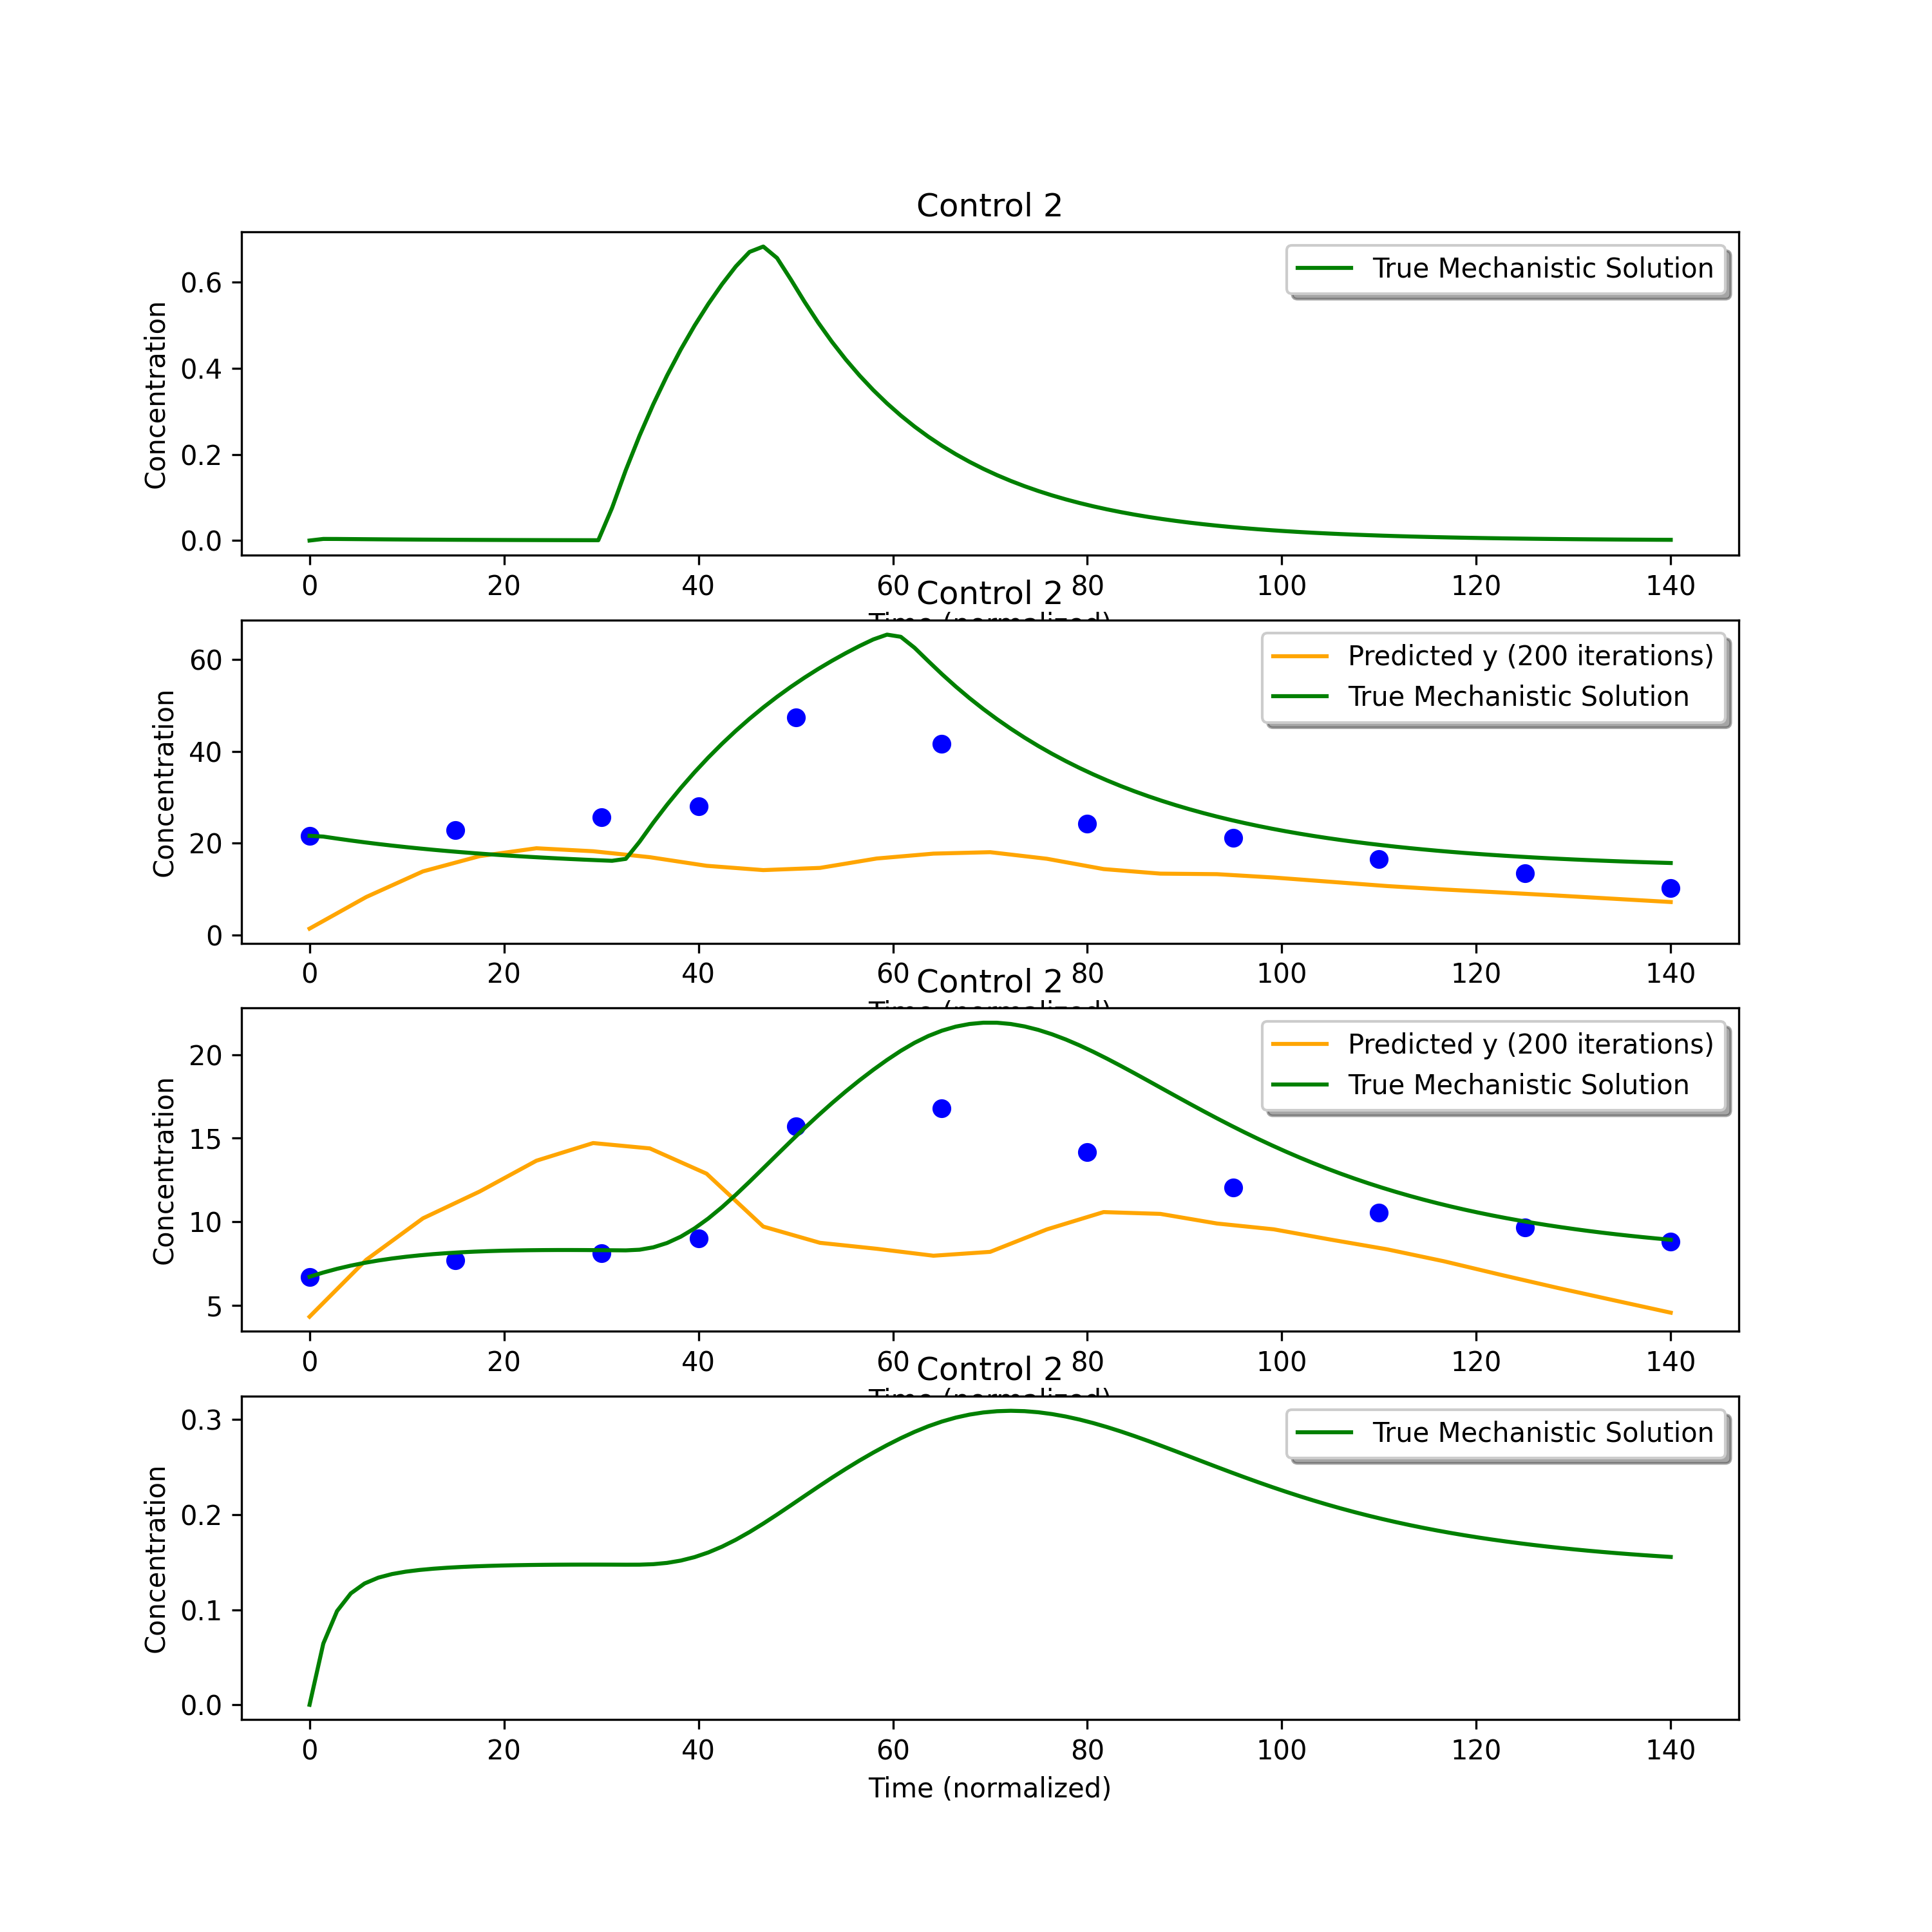 Control 2
Concentration
0.6
0.4
0.2
0.0
True Mechanistic Solution
0 20 40 60 80 100 120 140
Control 2
Concentration
60
40
20
0
Predicted y (200 iterations)
True Mechanistic Solution
0 20 40 60 80 100 120 140
Control 2
Concentration
20
15
10
5
Predicted y (200 iterations)
True Mechanistic Solution
0 20 40 60 80 100 120 140
Control 2
Concentration
0.3
0.2
0.1
0.0
True Mechanistic Solution
0 20 40 60 80 100 120 140
Time (normalized)